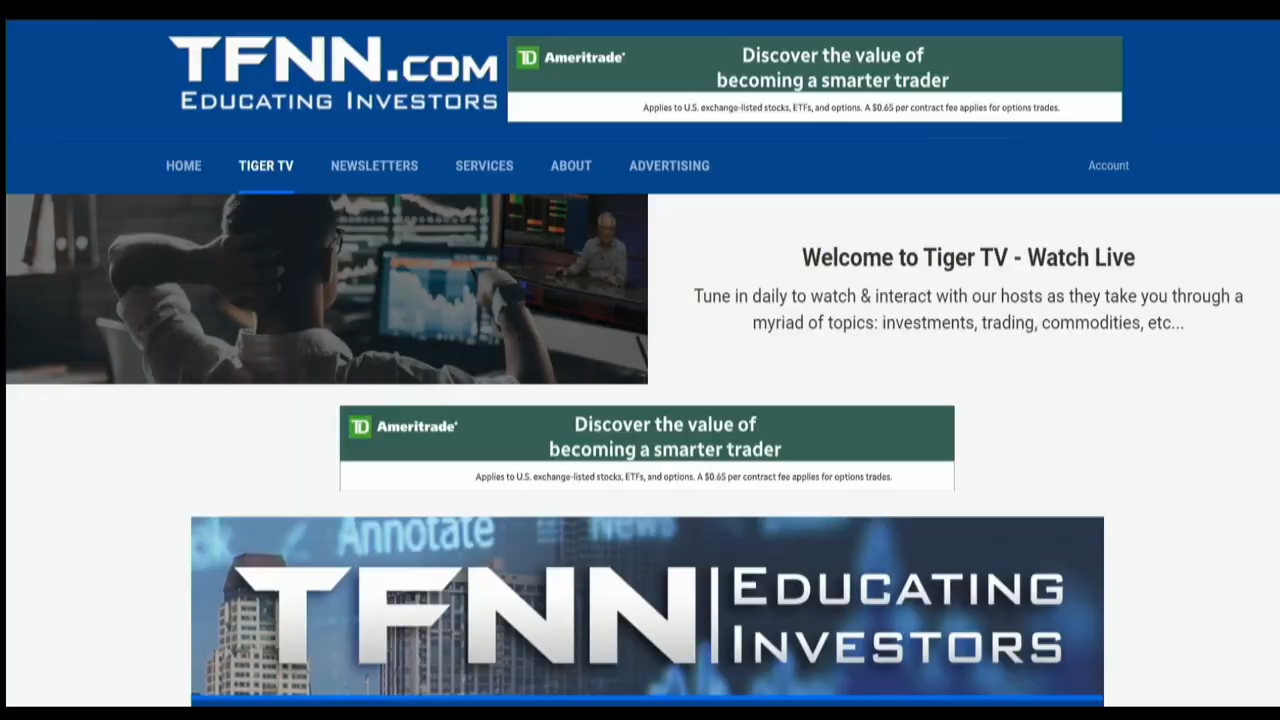 TFNN.COM
EDUCATING INVESTORS
TD Ameritrade
Discover the value of
becoming a smarter trader
Applies to U.S. exchange-listed stocks, ETFs, and options. A $0.65 per contract fee applies for options trades.
HOME TIGER TV NEWSLETTERS SERVICES ABOUT ADVERTISING Account
Welcome to Tiger TV - Watch Live
Tune in daily to watch & interact with our hosts as they take you through a
myriad of topics: investments, trading, commodities, etc...
TD Ameritrade
Discover the value of
becoming a smarter trader
Applies to U.S. exchange-listed stocks, ETFs, and options. A $0.65 per contract fee applies for options trades.
Annotate News
TFNN EDUCATING
INVESTORS